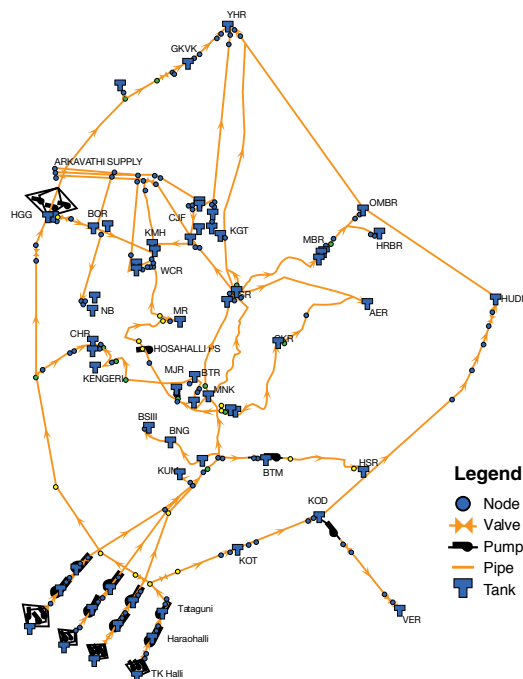 YHR
GKVK
ARKAVATHI SUPPLY
OMBR
HGG
BOR
CJF
KMH
KGT
MBR
HRBR
WCR
HUDI
NB
MR
AER
CHR
HOSAHALLI PS
KENGERI
MJR
BTR
MNK
BSIII
BNG
KUM
BTM
HSR
Legend
KOD
Node
Valve
KOT
Pump
Pipe
Tank
Tataguni
VER
Haraohalli
TK Halli